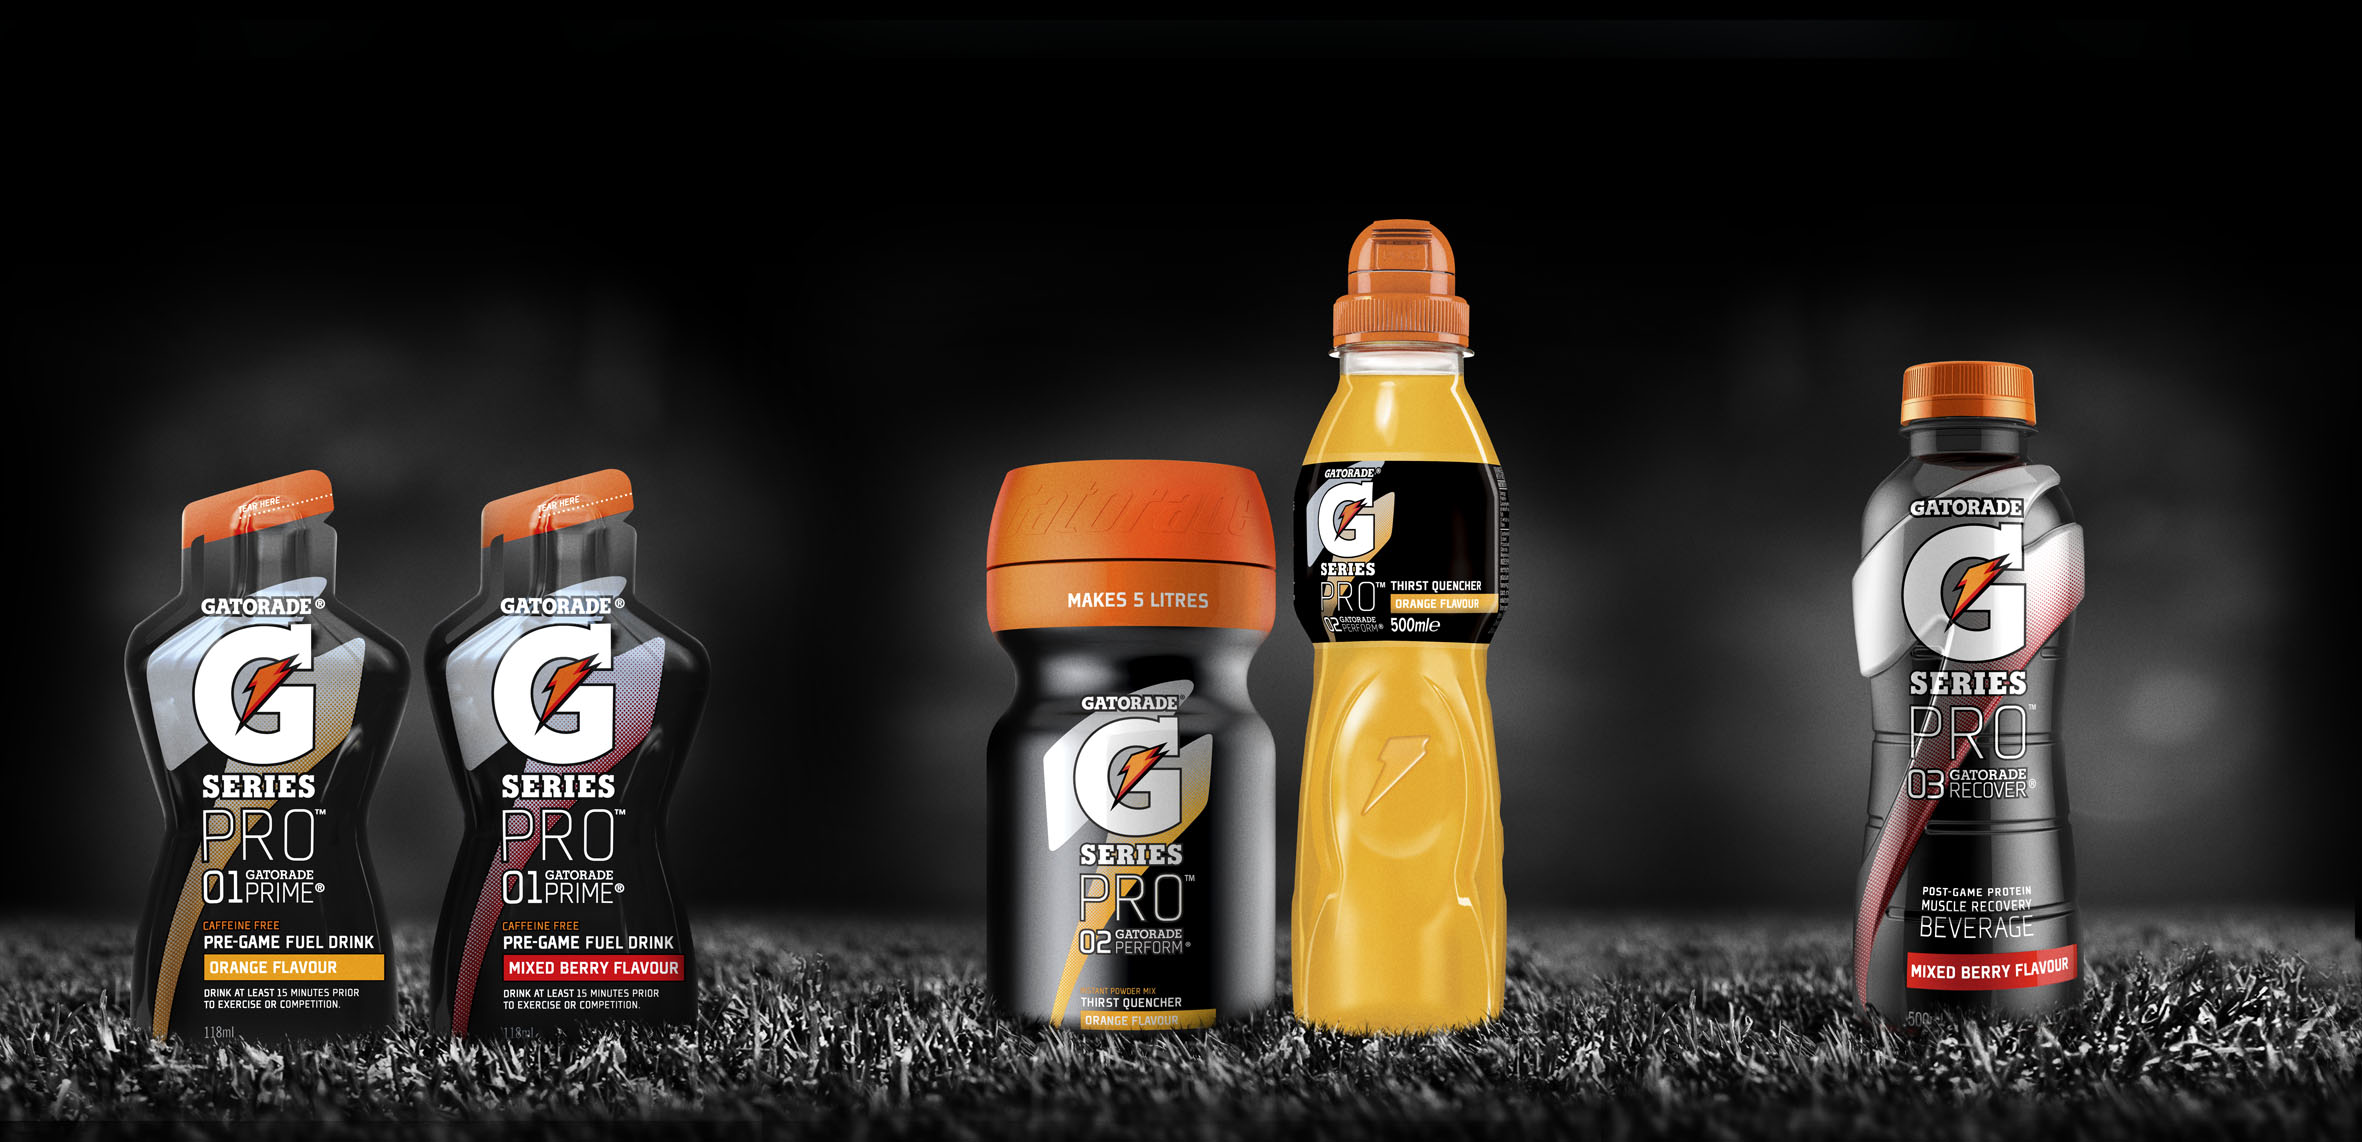 TEAR HERE
GATORADE®
G
SERIES
PRO™
01 GATORADE
PRIME®
CAFFEINE FREE
PRE-GAME FUEL DRINK
ORANGE FLAVOUR
DRINK AT LEAST 15 MINUTES PRIOR
TO EXERCISE OR COMPETITION.
118ml
TEAR HERE
GATORADE®
G
SERIES
PRO™
01 GATORADE
PRIME®
CAFFEINE FREE
PRE-GAME FUEL DRINK
MIXED BERRY FLAVOUR
DRINK AT LEAST 15 MINUTES PRIOR
TO EXERCISE OR COMPETITION.
118ml
Gatorade
MAKES 5 LITRES
GATORADE®
G
SERIES
PRO™
02 GATORADE
PERFORM®
INSTANT POWDER MIX
THIRST QUENCHER
ORANGE FLAVOUR
GATORADE®
G
SERIES
PRO™ THIRST QUENCHER
ORANGE FLAVOUR
02 GATORADE
PERFORM® 500mle
GATORADE
G
SERIES
PRO™
03 GATORADE
RECOVER®
POST-GAME PROTEIN
MUSCLE RECOVERY
BEVERAGE
MIXED BERRY FLAVOUR